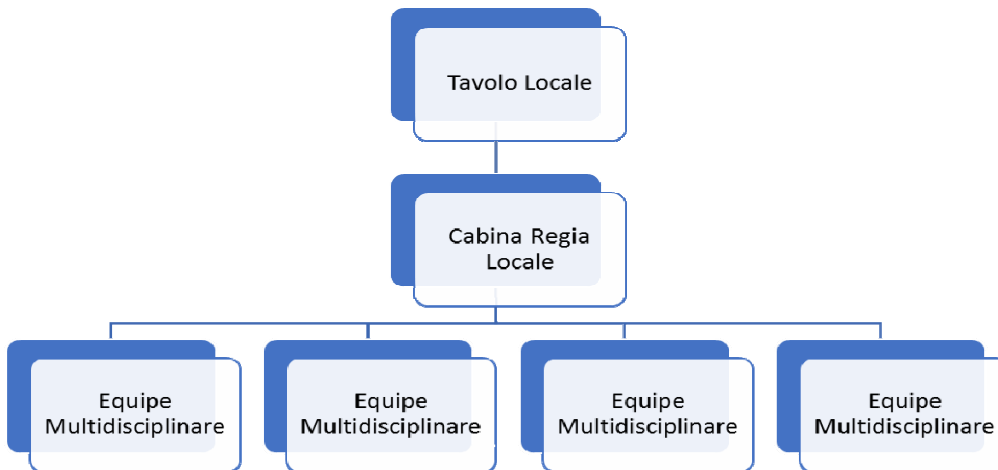 Tavolo Locale
Cabina Regia
Locale
Equipe
Multidisciplinare
Equipe
Multidisciplinare
Equipe
Multidisciplinare
Equipe
Multidisciplinare